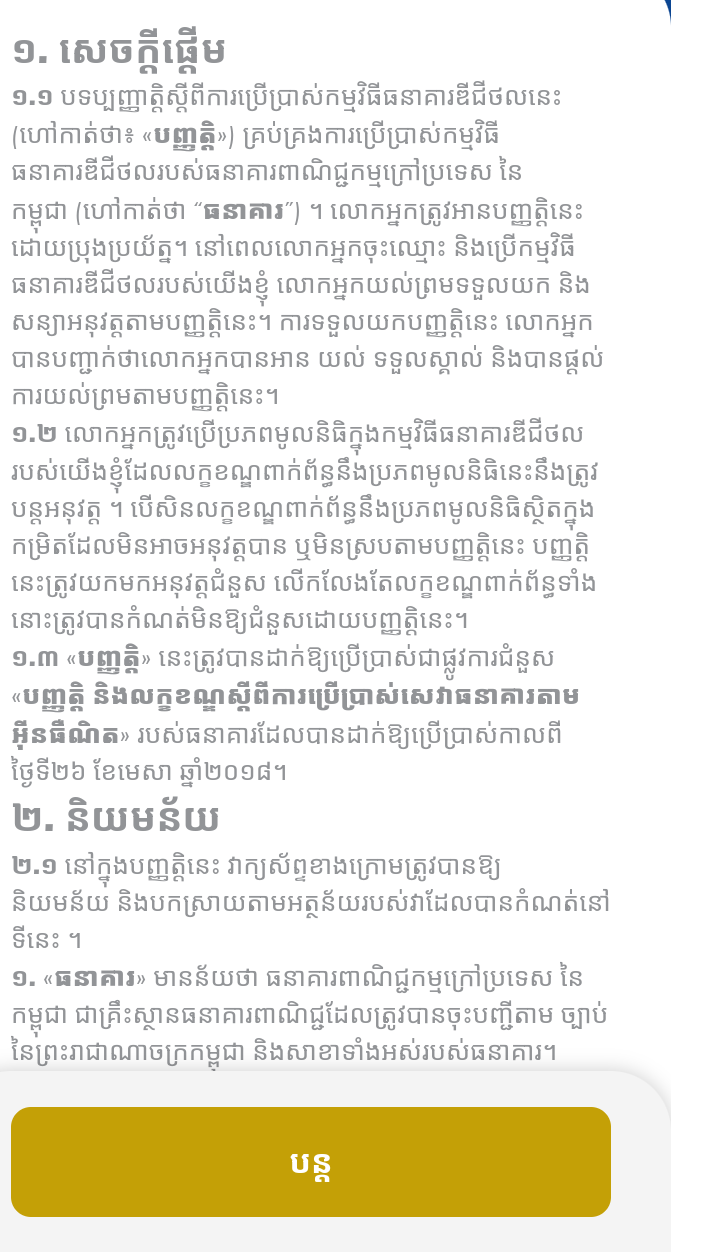 ១. សេចក្តីផ្តើម
១.១ បទប្បញ្ញាត្តិស្តីពីការប្រើប្រាស់កម្មវិធីធនាគារឌីជីថលនេះ
(ហៅកាត់ថា៖ «បញ្ញត្តិ») គ្រប់គ្រងការប្រើប្រាស់កម្មវិធី
ធនាគារឌីជីថលរបស់ធនាគារពាណិជ្ជកម្មក្រៅប្រទេស នៃ
កម្ពុជា (ហៅកាត់ថា “ធនាគារ”) ។ លោកអ្នកត្រូវអានបញ្ញត្តិនេះ
ដោយប្រុងប្រយ័ត្ន។ នៅពេលលោកអ្នកចុះឈ្មោះ និងប្រើកម្មវិធី
ធនាគារឌីជីថលរបស់យើងខ្ញុំ លោកអ្នកយល់ព្រមទទួលយក និង
សន្យាអនុវត្តតាមបញ្ញត្តិនេះ។ ការទទួលយកបញ្ញត្តិនេះ លោកអ្នក
បានបញ្ជាក់ថាលោកអ្នកបានអាន យល់ ទទួលស្គាល់ និងបានផ្តល់
ការយល់ព្រមតាមបញ្ញត្តិនេះ។
១.២ លោកអ្នកត្រូវប្រើប្រភពមូលនិធិក្នុងកម្មវិធីធនាគារឌីជីថល
របស់យើងខ្ញុំដែលលក្ខខណ្ឌពាក់ព័ន្ធនឹងប្រភពមូលនិធិនេះនឹងត្រូវ
បន្តអនុវត្ត ។ បើសិនលក្ខខណ្ឌពាក់ព័ន្ធនឹងប្រភពមូលនិធិស្ថិតក្នុង
កម្រិតដែលមិនអាចអនុវត្តបាន ឬមិនស្របតាមបញ្ញត្តិនេះ បញ្ញត្តិ
នេះត្រូវយកមកអនុវត្តជំនួស លើកលែងតែលក្ខខណ្ឌពាក់ព័ន្ធទាំង
នោះត្រូវបានកំណត់មិនឱ្យជំនួសដោយបញ្ញត្តិនេះ។
១.៣ «បញ្ញត្តិ» នេះត្រូវបានដាក់ឱ្យប្រើប្រាស់ជាផ្លូវការជំនួស
«បញ្ញត្តិ និងលក្ខខណ្ឌស្តីពីការប្រើប្រាស់សេវាធនាគារតាម
អ៊ីនធឺណិត» របស់ធនាគារដែលបានដាក់ឱ្យប្រើប្រាស់កាលពី
ថ្ងៃទី២៦ ខែមេសា ឆ្នាំ២០១៨។
២. និយមន័យ
២.១ នៅក្នុងបញ្ញត្តិនេះ វាក្យស័ព្ទខាងក្រោមត្រូវបានឱ្យ
និយមន័យ និងបកស្រាយតាមអត្ថន័យរបស់វាដែលបានកំណត់នៅ
ទីនេះ ។
១. «ធនាគារ» មានន័យថា ធនាគារពាណិជ្ជកម្មក្រៅប្រទេស នៃ
កម្ពុជា ជាគ្រឹះស្ថានធនាគារពាណិជ្ជដែលត្រូវបានចុះបញ្ជីតាម ច្បាប់
នៃព្រះរាជាណាចក្រកម្ពុជា និងសាខាទាំងអស់របស់ធនាគារ។
បន្ត